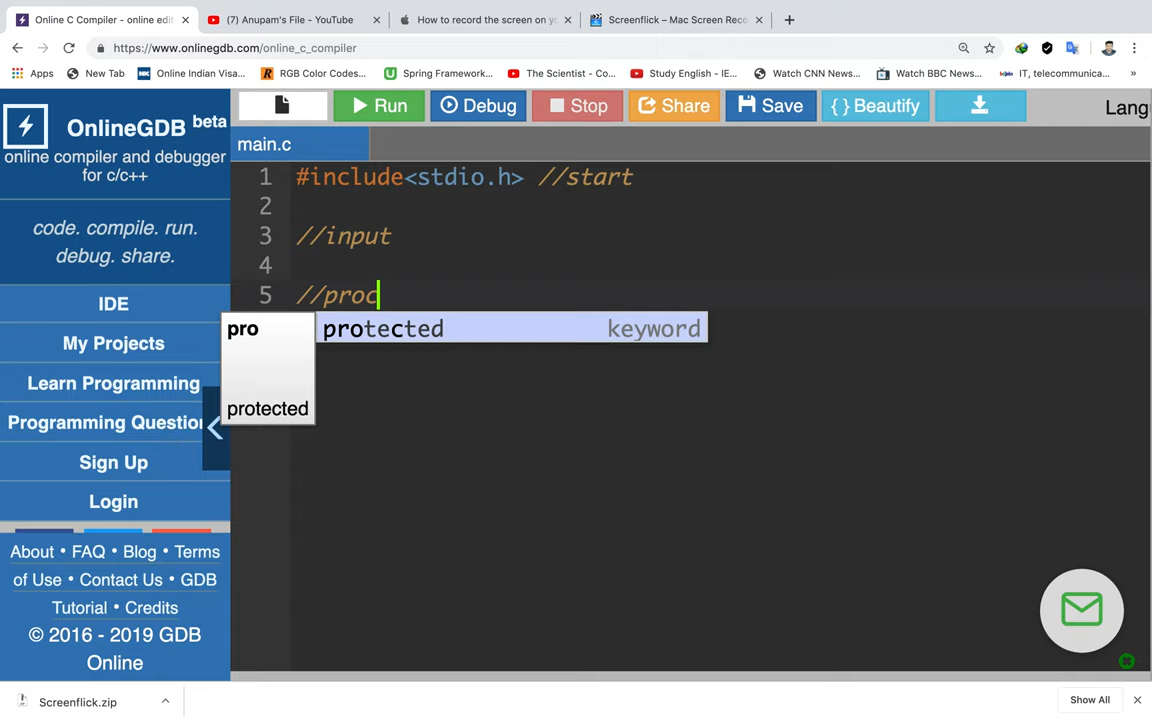 Online C Compiler - online edit
(7) Anupam's File - YouTube
How to record the screen on yo
Screenflick – Mac Screen Reco
https://www.onlinegdb.com/online_c_compiler
Apps
New Tab
Online Indian Visa...
RGB Color Codes...
Spring Framework...
The Scientist - Co...
Study English - IE...
Watch CNN News...
Watch BBC News...
IT, telecommunica...
»
OnlineGDB beta
online compiler and debugger
for c/c++
code. compile. run.
debug. share.
IDE
My Projects
Learn Programming
Programming Question
Sign Up
Login
About • FAQ • Blog • Terms
of Use • Contact Us • GDB
Tutorial • Credits
© 2016 - 2019 GDB
Online
Run
Debug
Stop
Share
Save
{ } Beautify
Lang
main.c
1 #include<stdio.h> //start
2
3 //input
4
5 //proc
pro
protected
protected keyword
Screenflick.zip
Show All